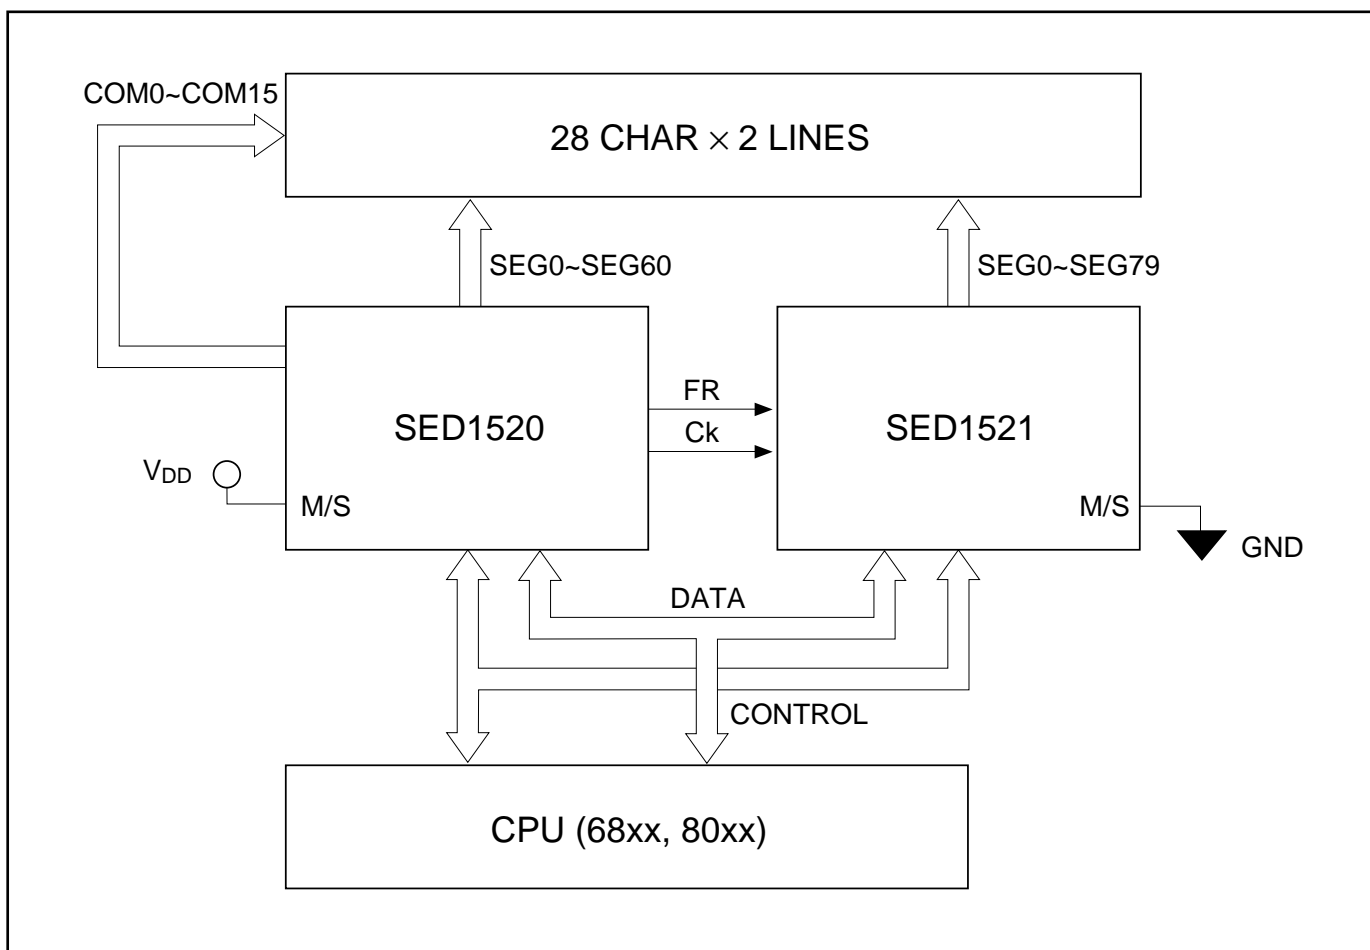 COM0~COM15
28 CHAR × 2 LINES
SEG0~SEG60
SEG0~SEG79
SED1520
FR
Ck
SED1521
VDD
M/S
M/S
GND
DATA
CONTROL
CPU (68xx, 80xx)